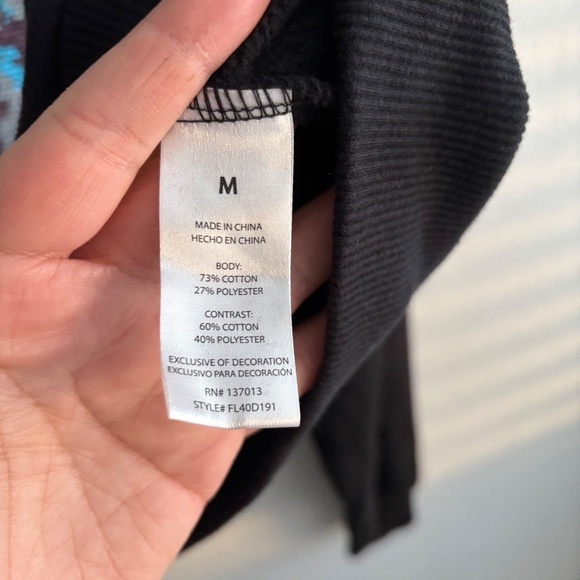 M
MADE IN CHINA
HECHO EN CHINA
BODY:
73% COTTON
27% POLYESTER
CONTRAST:
60% COTTON
40% POLYESTER
EXCLUSIVE OF DECORATION
EXCLUSIVO PARA DECORACIÓN
RN# 137013
STYLE# FL40D191